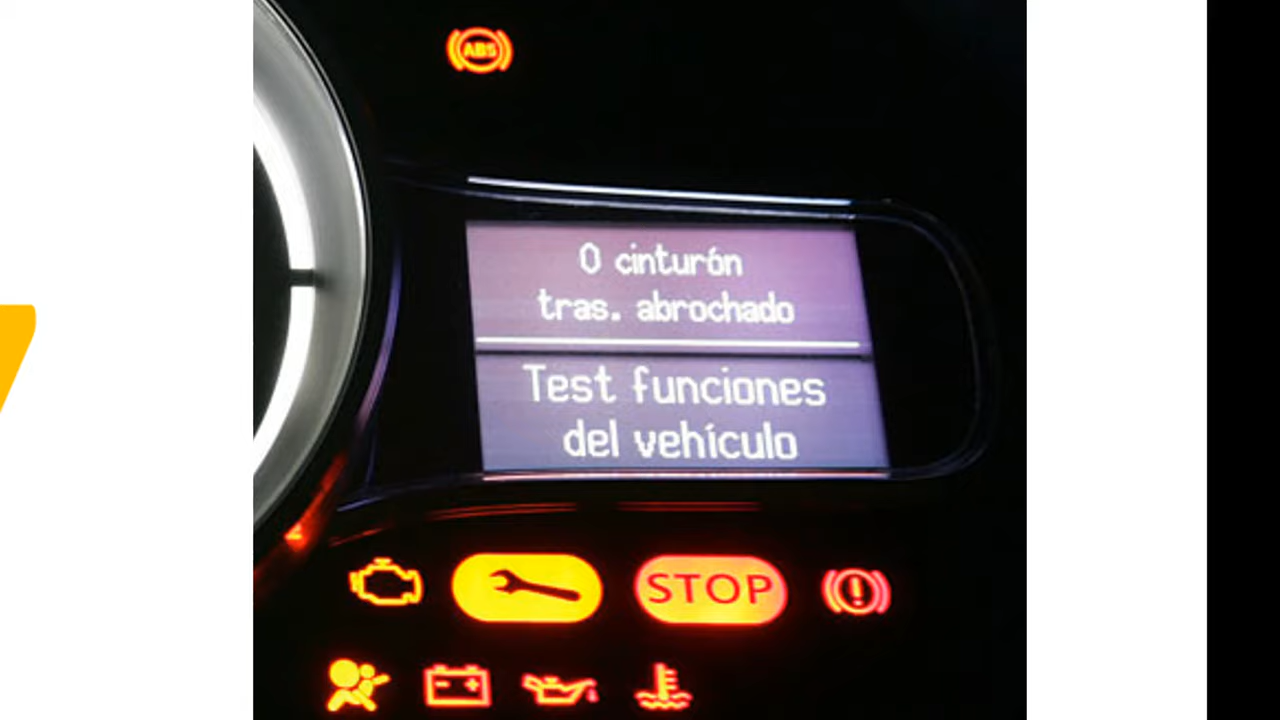 ABS
0 cinturón
tras. abrochado
Test funciones
del vehículo
STOP